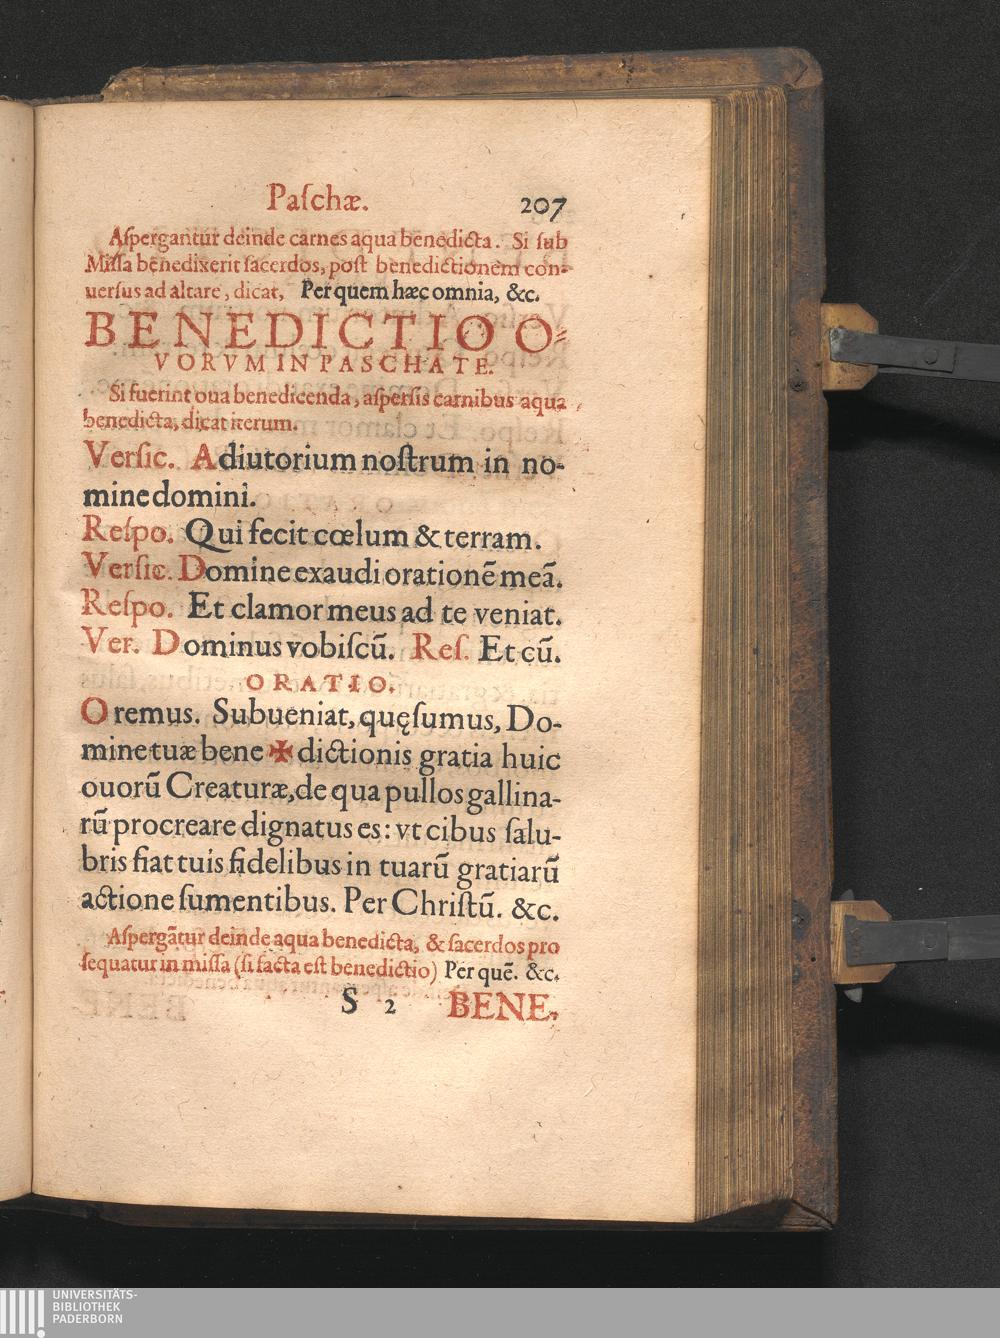 Paſchæ. 207
Aſpergantur deinde carnes aqua benedicta. Si ſub
Miſſa benedixerit ſacerdos, poſt benedictionem con-
uerſus ad altare, dicat, Per quem hæc omnia, &c.
BENEDICTIO O-
VORVM IN PASCHATE.
Si fuerint oua benedicenda, aſperſis carnibus aqua
benedicta, dicat iterum.
Verſic. Adiutorium noſtrum in no-
mine domini.
Reſpo. Qui fecit cœlum & terram.
Verſic. Domine exaudi orationē meā.
Reſpo. Et clamor meus ad te veniat.
Ver. Dominus vobiſcū. Reſ. Et cū.
ORATIO.
Oremus. Subueniat, quęſumus, Do-
mine tuæ bene ✠ dictionis gratia huic
ouorū Creaturæ, de qua pullos gallina-
rū procreare dignatus es: vt cibus ſalu-
bris fiat tuis fidelibus in tuarū gratiarū
actione ſumentibus. Per Chriſtū. &c.
Aſpergātur deinde aqua benedicta, & ſacerdos pro
ſequatur in miſſa (ſi facta eſt benedictio) Per quē. &c.
S 2 BENE-
UNIVERSITÄTS-
BIBLIOTHEK
PADERBORN